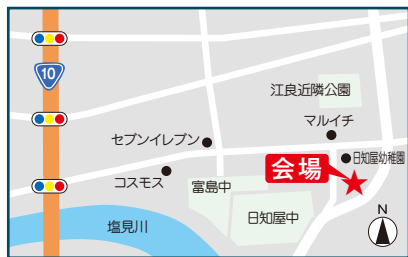 10
江良近隣公園
マルイチ
セブンイレブン
日知屋幼稚園
会場
コスモス
富島中
日知屋中
塩見川
N